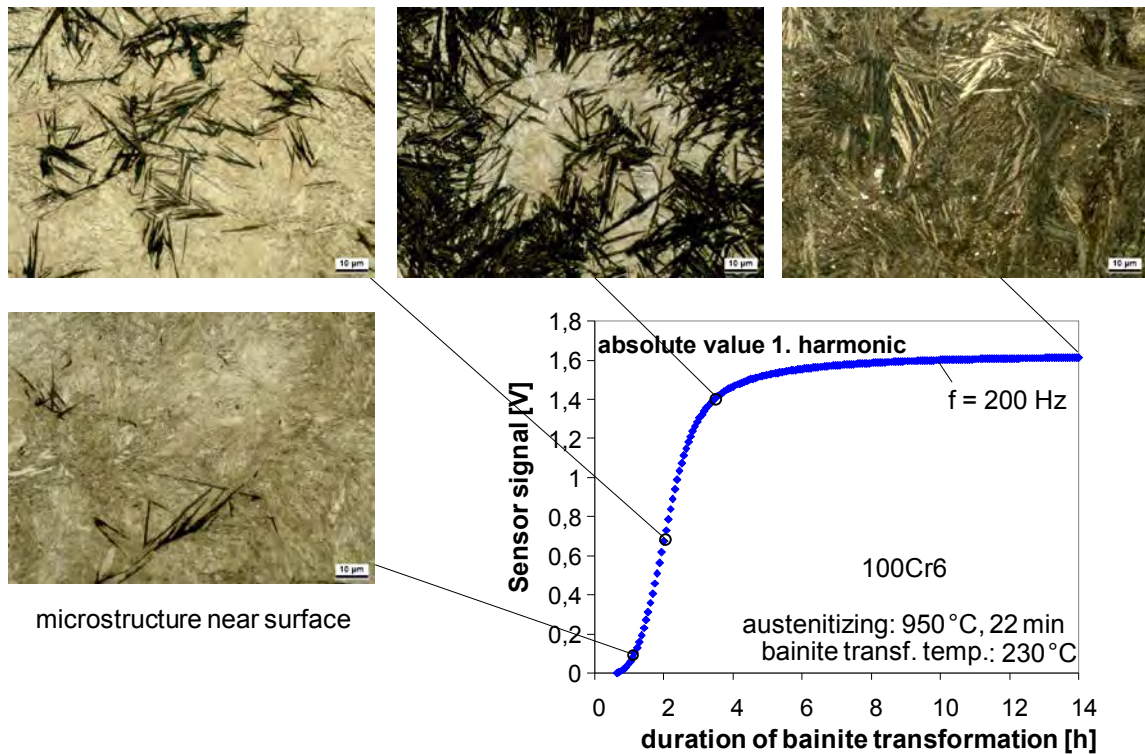 10 µm
10 µm
10 µm
10 µm
microstructure near surface
1,8
1,6
1,4
1,2
1
0,8
0,6
0,4
0,2
0
Sensor signal [V]
absolute value 1. harmonic
f = 200 Hz
100Cr6
austenitizing: 950 °C, 22 min
bainite transf. temp.: 230 °C
0 2 4 6 8 10 12 14
duration of bainite transformation [h]